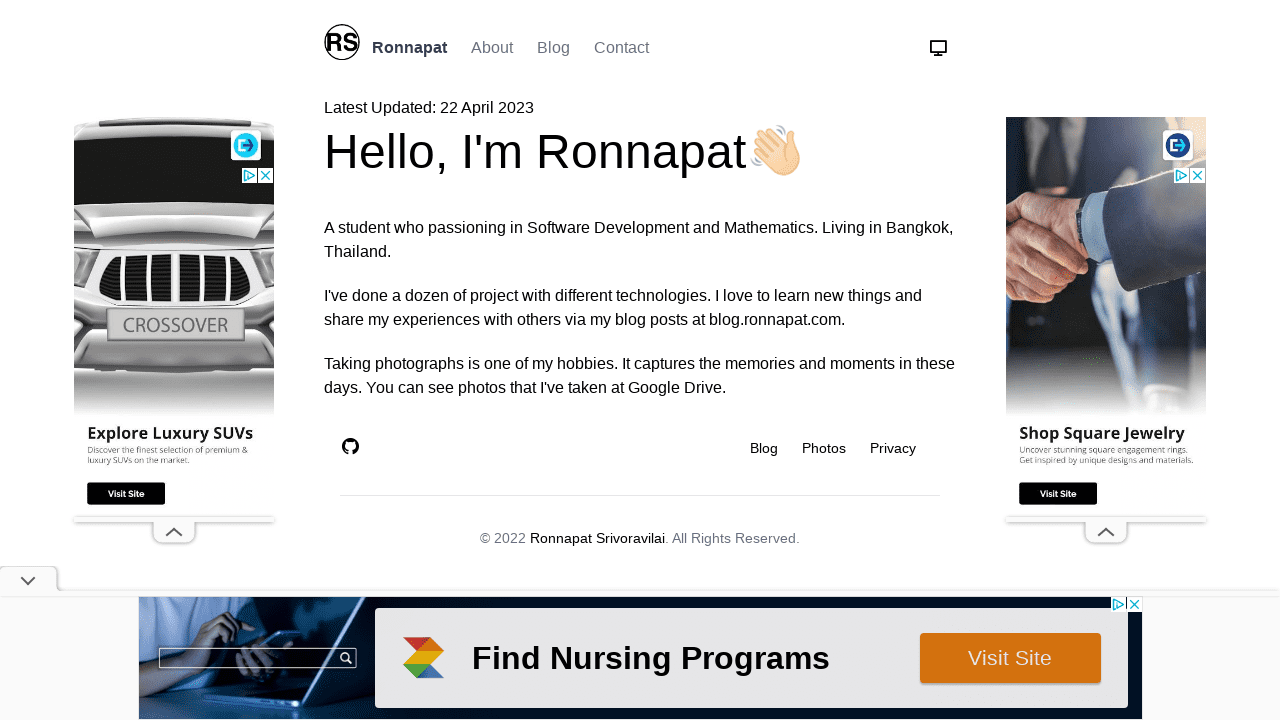 RS
Ronnapat
About
Blog
Contact
Latest Updated: 22 April 2023
Hello, I'm Ronnapat
A student who passioning in Software Development and Mathematics. Living in Bangkok,
Thailand.
I've done a dozen of project with different technologies. I love to learn new things and
share my experiences with others via my blog posts at blog.ronnapat.com.
Taking photographs is one of my hobbies. It captures the memories and moments in these
days. You can see photos that I've taken at Google Drive.
Blog
Photos
Privacy
© 2022 Ronnapat Srivoravilai. All Rights Reserved.
CROSSOVER
Explore Luxury SUVs
Discover the finest selection of premium &
luxury SUVs on the market.
Visit Site
Shop Square Jewelry
Uncover stunning square engagement rings.
Get inspired by unique designs and materials.
Visit Site
Find Nursing Programs
Visit Site